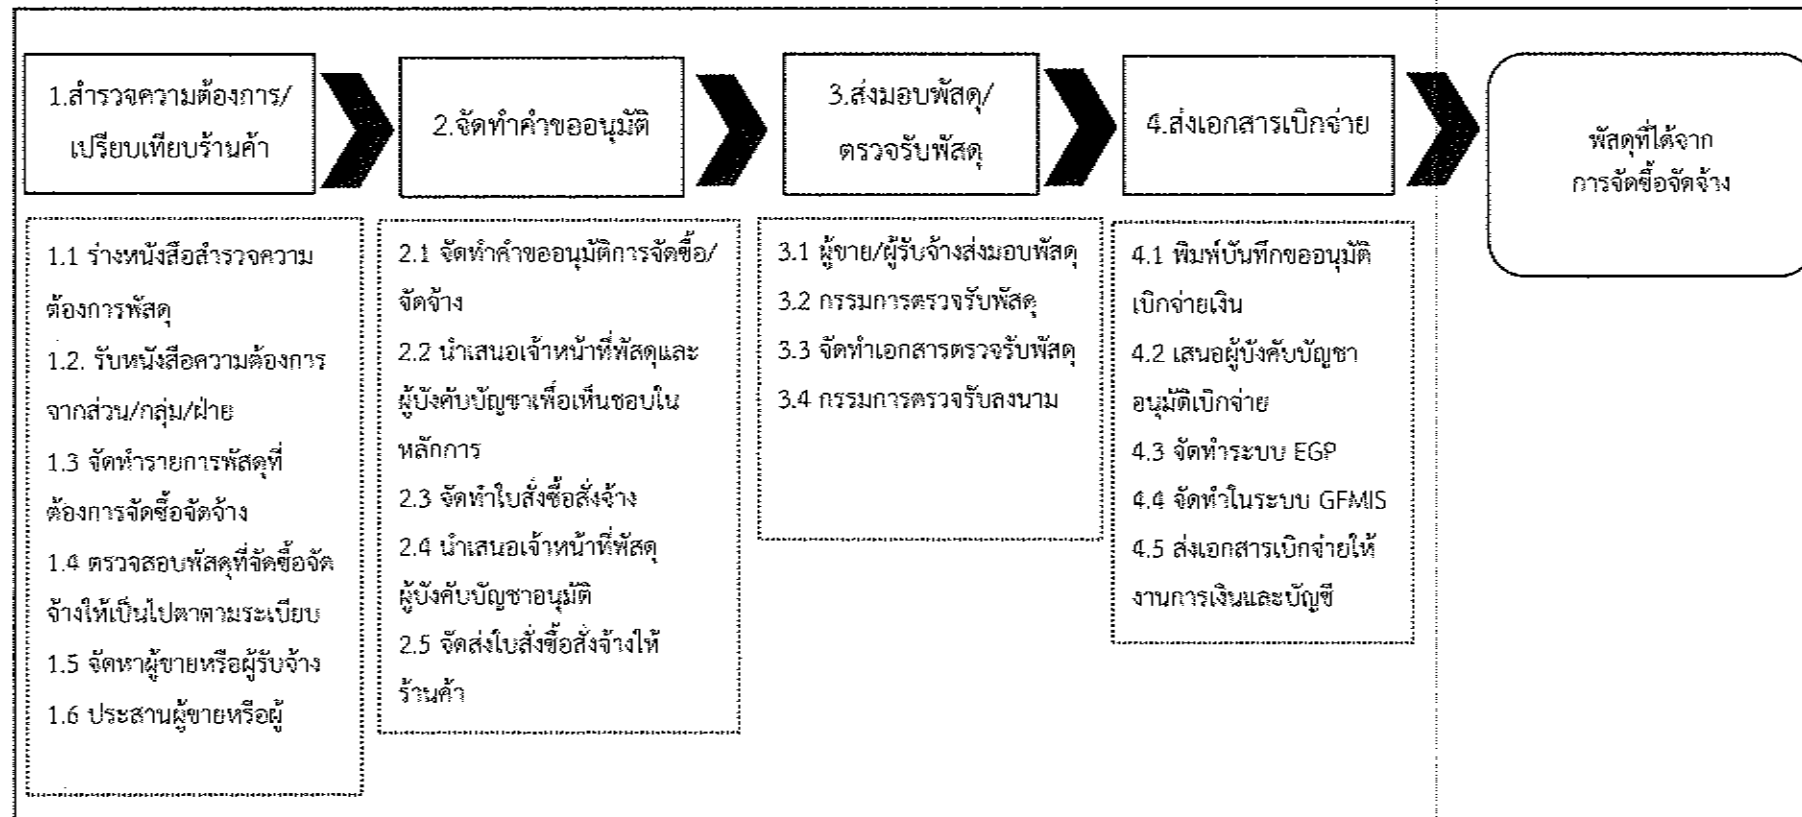 1.สำรวจความต้องการ/
เปรียบเทียบร้านค้า
2.จัดทำคำขออนุมัติ
3.ส่งมอบพัสดุ/
ตรวจรับพัสดุ
4.ส่งเอกสารเบิกจ่าย
พัสดุที่ได้จาก
การจัดซื้อจัดจ้าง
1.1 ร่างหนังสือสำรวจความ
ต้องการพัสดุ
1.2. รับหนังสือความต้องการ
จากส่วน/กลุ่ม/ฝ่าย
1.3 จัดทำรายการพัสดุที่
ต้องการจัดซื้อจัดจ้าง
1.4 ตรวจสอบพัสดุที่จัดซื้อจัด
จ้างให้เป็นไปตาตามระเบียบ
1.5 จัดหาผู้ขายหรือผู้รับจ้าง
1.6 ประสานผู้ขายหรือผู้
2.1 จัดทำคำขออนุมัติการจัดซื้อ/
จัดจ้าง
2.2 นำเสนอเจ้าหน้าที่พัสดุและ
ผู้บังคับบัญชาเพื่อเห็นชอบใน
หลักการ
2.3 จัดทำใบสั่งซื้อสั่งจ้าง
2.4 นำเสนอเจ้าหน้าที่พัสดุ
ผู้บังคับบัญชาอนุมัติ
2.5 จัดส่งใบสั่งซื้อสั่งจ้างให้
ร้านค้า
3.1 ผู้ขาย/ผู้รับจ้างส่งมอบพัสดุ
3.2 กรรมการตรวจรับพัสดุ
3.3 จัดทำเอกสารตรวจรับพัสดุ
3.4 กรรมการตรวจรับลงนาม
4.1 พิมพ์บันทึกขออนุมัติ
เบิกจ่ายเงิน
4.2 เสนอผู้บังคับบัญชา
อนุมัติเบิกจ่าย
4.3 จัดทำระบบ EGP
4.4 จัดทำในระบบ GFMIS
4.5 ส่งเอกสารเบิกจ่ายให้
งานการเงินและบัญชี